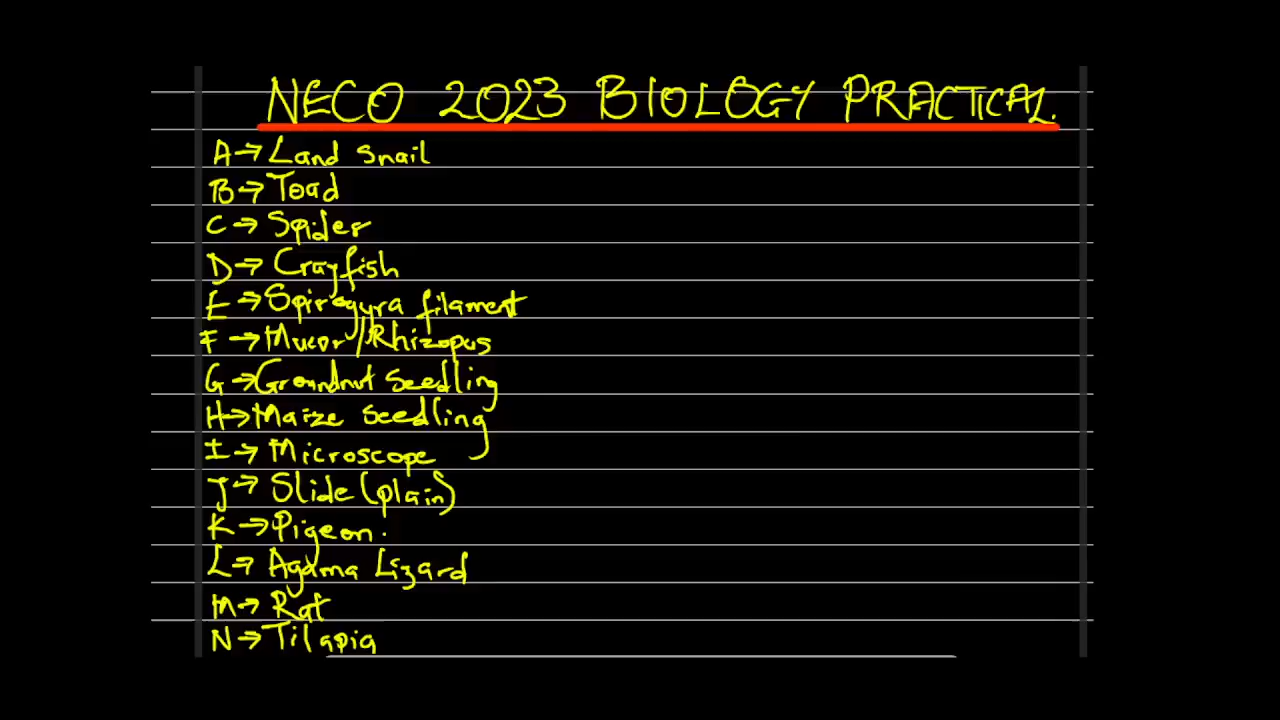 NECO 2023 BIOLOGY PRACTICAL.
A → Land Snail
B → Toad
C → Spider
D → Crayfish
E → Spirogyra filament
F → Mucor/Rhizopus
G → Groundnut Seedling
H → Maize Seedling
I → Microscope
J → Slide (plain)
K → Pigeon.
L → Agama Lizard
M → Rat
N → Tilapia